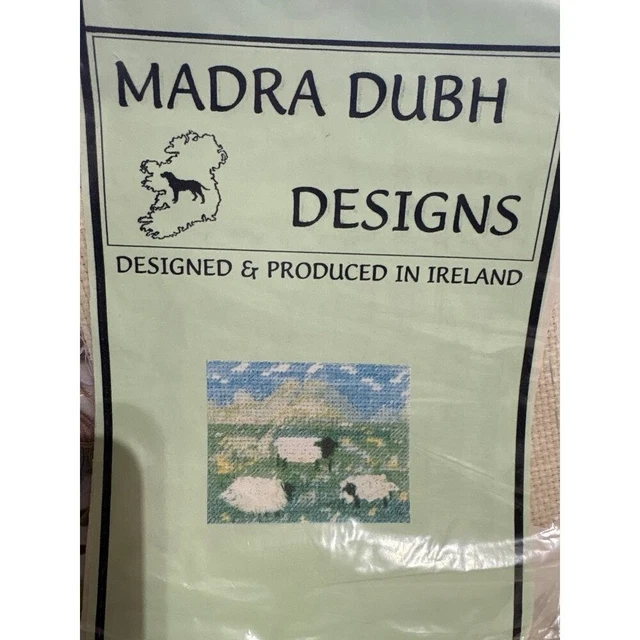 MADRA DUBH
DESIGNS
DESIGNED & PRODUCED IN IRELAND